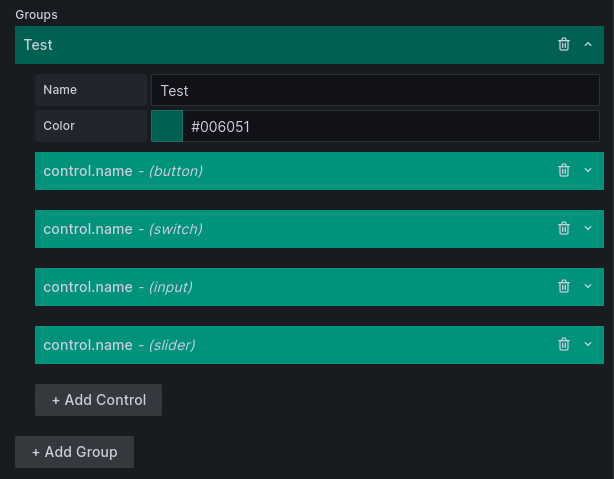 Groups
Test
Name Test
Color #006051
control.name - (button)
control.name - (switch)
control.name - (input)
control.name - (slider)
+ Add Control
+ Add Group